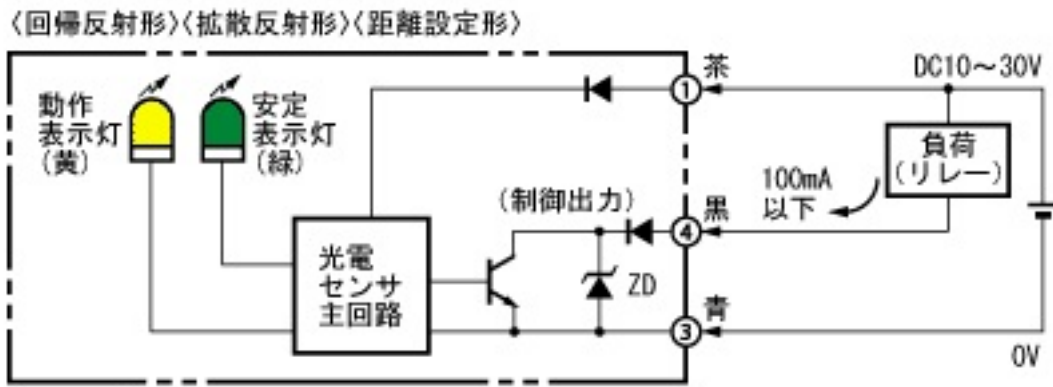 〈回帰反射形〉〈拡散反射形〉〈距離設定形〉
動作
表示灯
(黄)
安定
表示灯
(緑)
① 茶
DC10～30V
負荷
(リレー)
100mA
以下
(制御出力)
④ 黒
光電
センサ
主回路
ZD
③ 青
0V